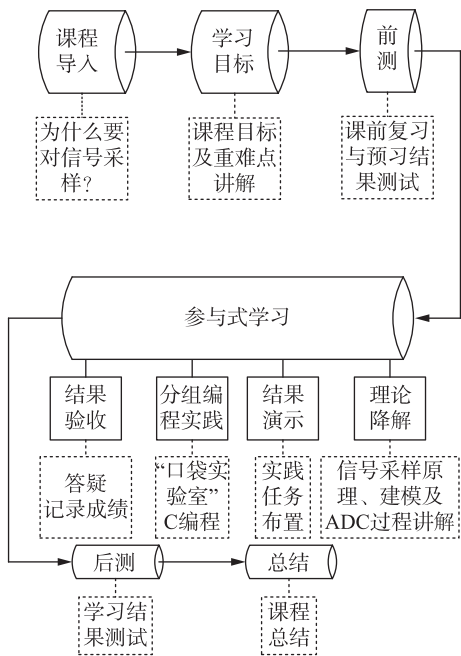 课程
导入
学习
目标
前
测
为什么要
对信号采
样？
课程目标
及重难点
讲解
课前复习
与预习结
果测试
参与式学习
结果
验收
分组编
程实践
结果
演示
理论
降解
答疑
记录成绩
“口袋实
验室”
C编程
实践
任务
布置
信号采样原
理、建模及
ADC过程讲解
后测
总结
学习结
果测试
课程
总结